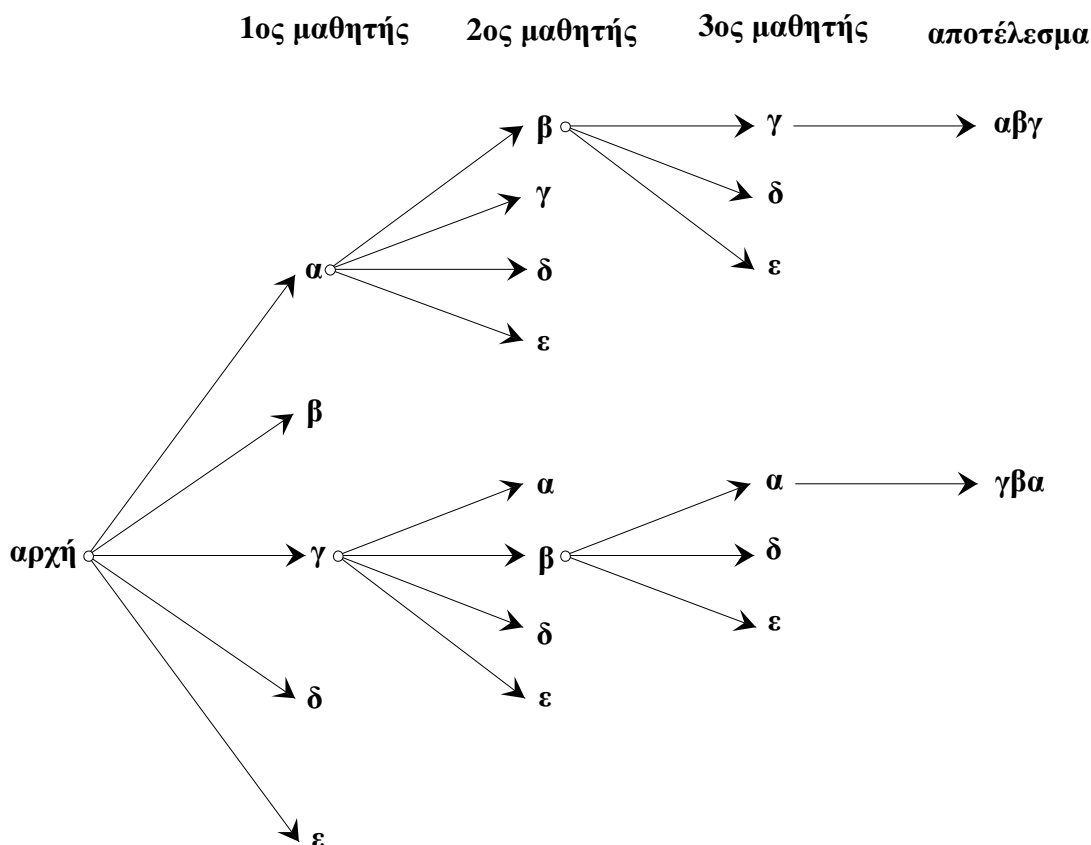 1ος μαθητής 2ος μαθητής 3ος μαθητής αποτέλεσμα
β γ αβγ
γ δ
α δ ε
ε
β
α α γβα
αρχή γ β δ
δ ε
δ ε
ε